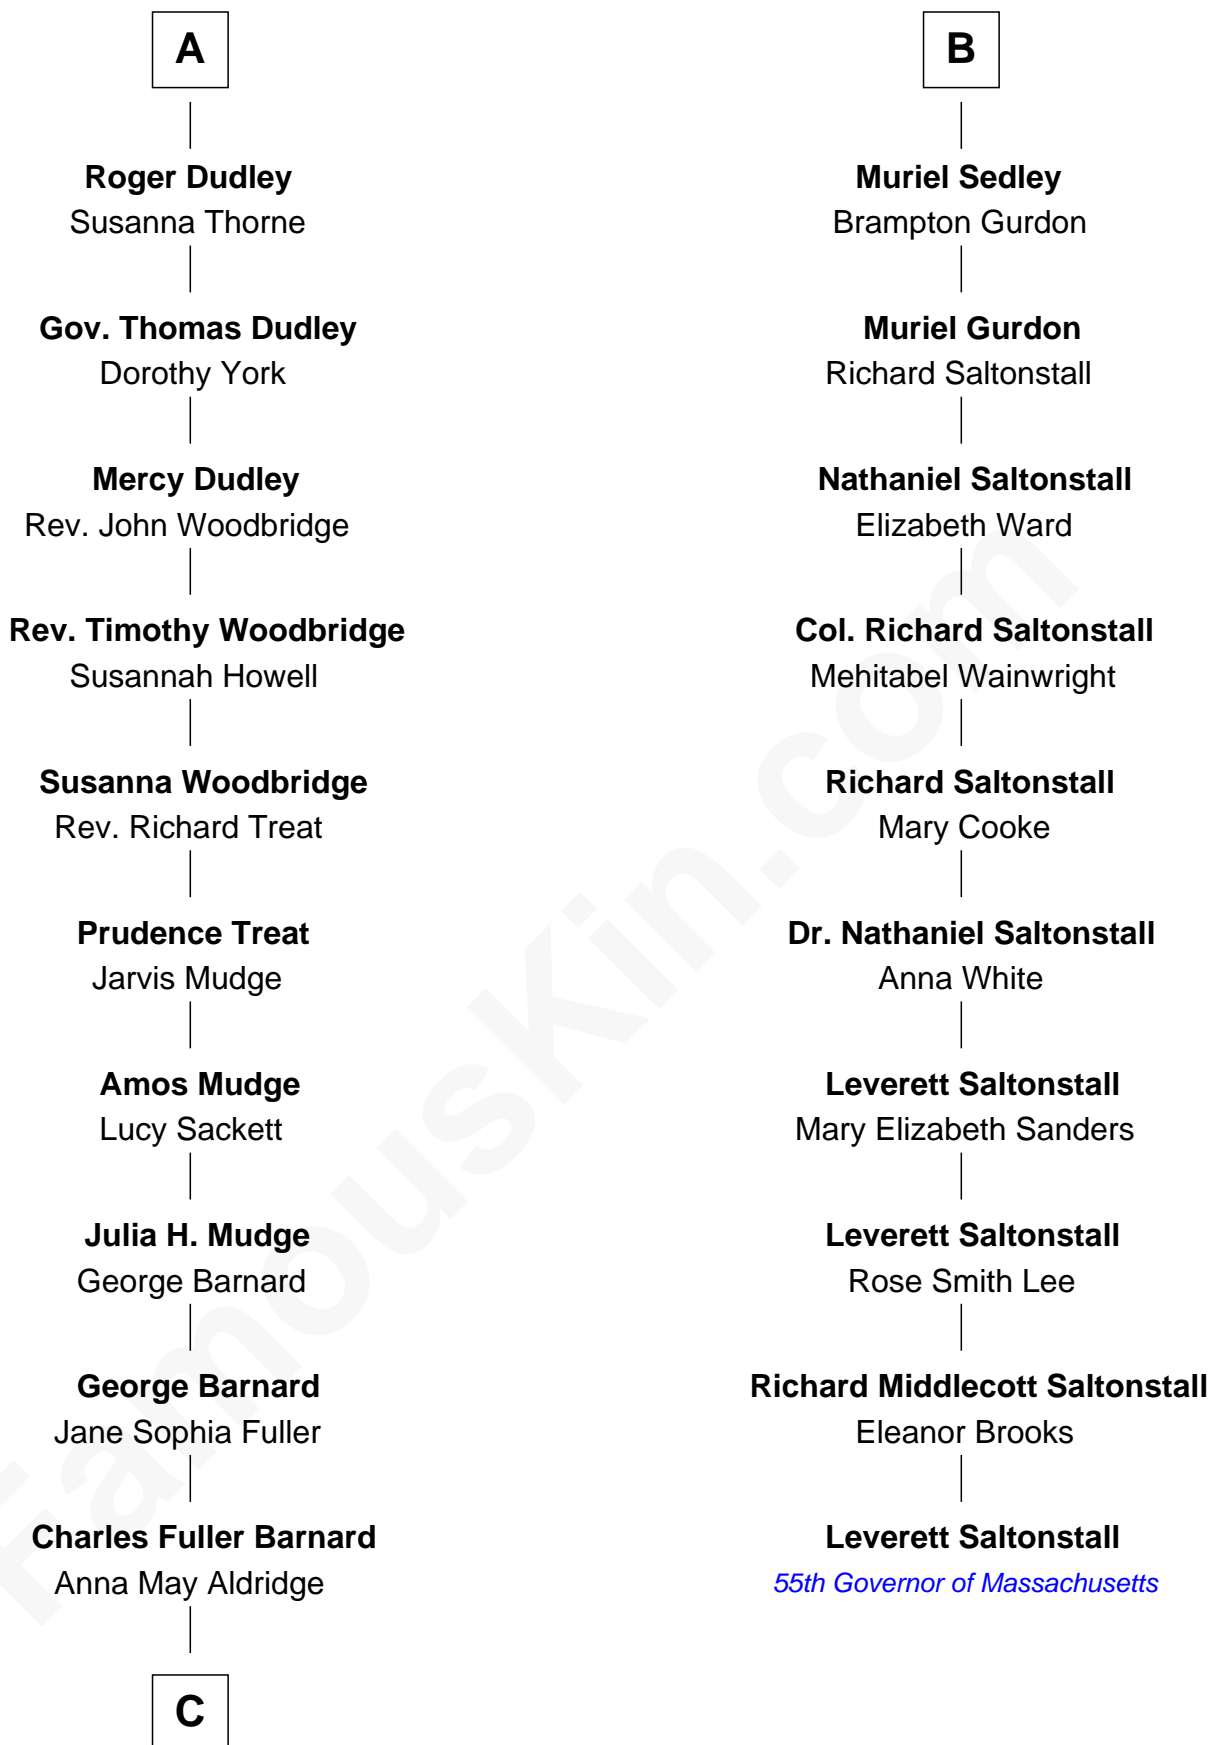 A
Roger Dudley
Susanna Thorne
Gov. Thomas Dudley
Dorothy York
Mercy Dudley
Rev. John Woodbridge
Rev. Timothy Woodbridge
Susannah Howell
Susanna Woodbridge
Rev. Richard Treat
Prudence Treat
Jarvis Mudge
Amos Mudge
Lucy Sackett
Julia H. Mudge
George Barnard
George Barnard
Jane Sophia Fuller
Charles Fuller Barnard
Anna May Aldridge
C
B
Muriel Sedley
Brampton Gurdon
Muriel Gurdon
Richard Saltonstall
Nathaniel Saltonstall
Elizabeth Ward
Col. Richard Saltonstall
Mehitabel Wainwright
Richard Saltonstall
Mary Cooke
Dr. Nathaniel Saltonstall
Anna White
Leverett Saltonstall
Mary Elizabeth Sanders
Leverett Saltonstall
Rose Smith Lee
Richard Middlecott Saltonstall
Eleanor Brooks
Leverett Saltonstall
55th Governor of Massachusetts
FamousKin.com